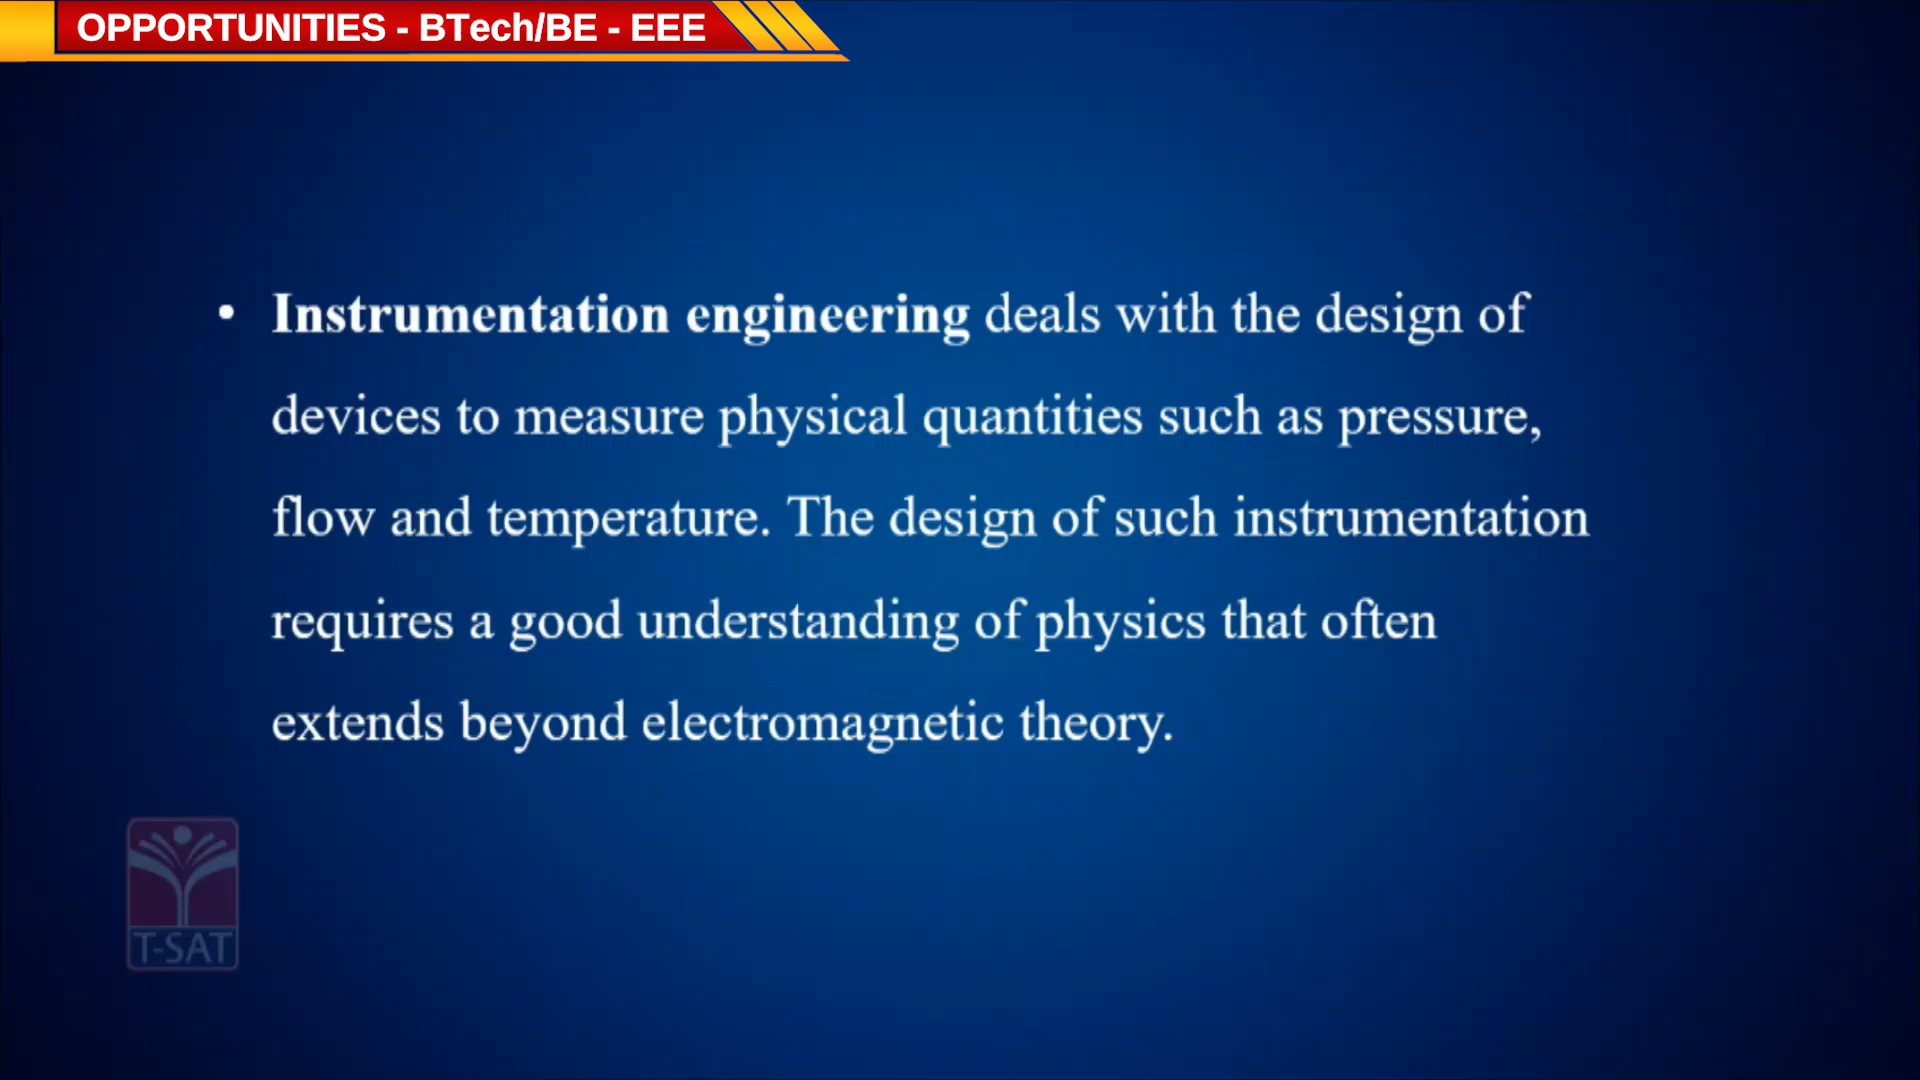 OPPORTUNITIES - BTech/BE - EEE
• Instrumentation engineering deals with the design of
devices to measure physical quantities such as pressure,
flow and temperature. The design of such instrumentation
requires a good understanding of physics that often
extends beyond electromagnetic theory.
T-SAT